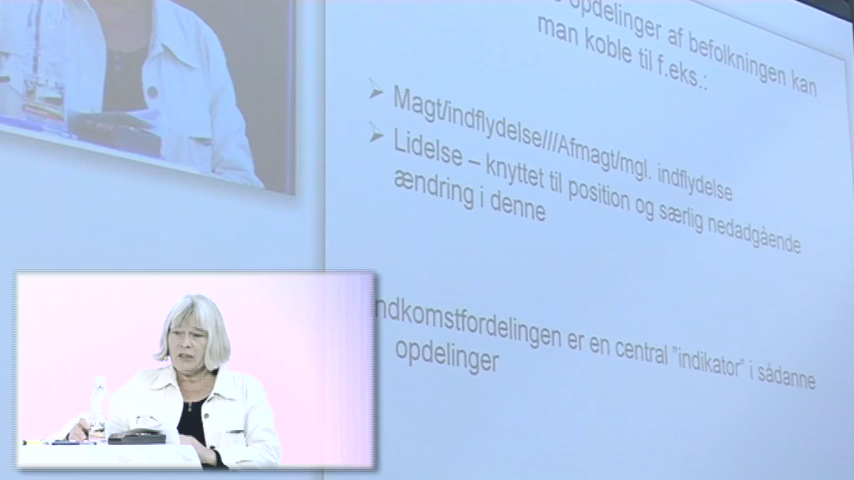 opdelinger af befolkningen kan
man koble til f.eks.:
Magt/indflydelse///Afmagt/mgl. indflydelse
Lidelse – knyttet til position og særlig nedadgående
ændring i denne
ndkomstfordelingen er en central "indikator" i sådanne
opdelinger